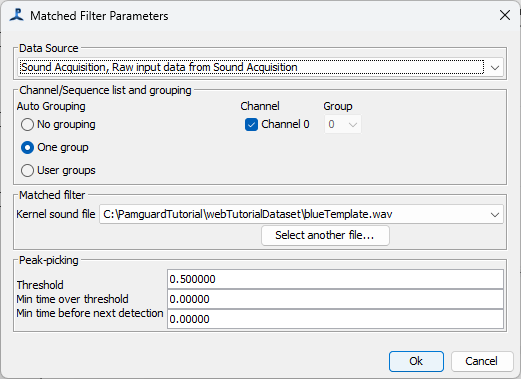 Matched Filter Parameters
Data Source
Sound Acquisition, Raw input data from Sound Acquisition
Channel/Sequence list and grouping
Auto Grouping Channel Group
No grouping Channel 0 0
One group
User groups
Matched filter
Kernel sound file C:\PamguardTutorial\webTutorialDataset\blueTemplate.wav
Select another file...
Peak-picking
Threshold 0.500000
Min time over threshold 0.00000
Min time before next detection 0.00000
Ok Cancel